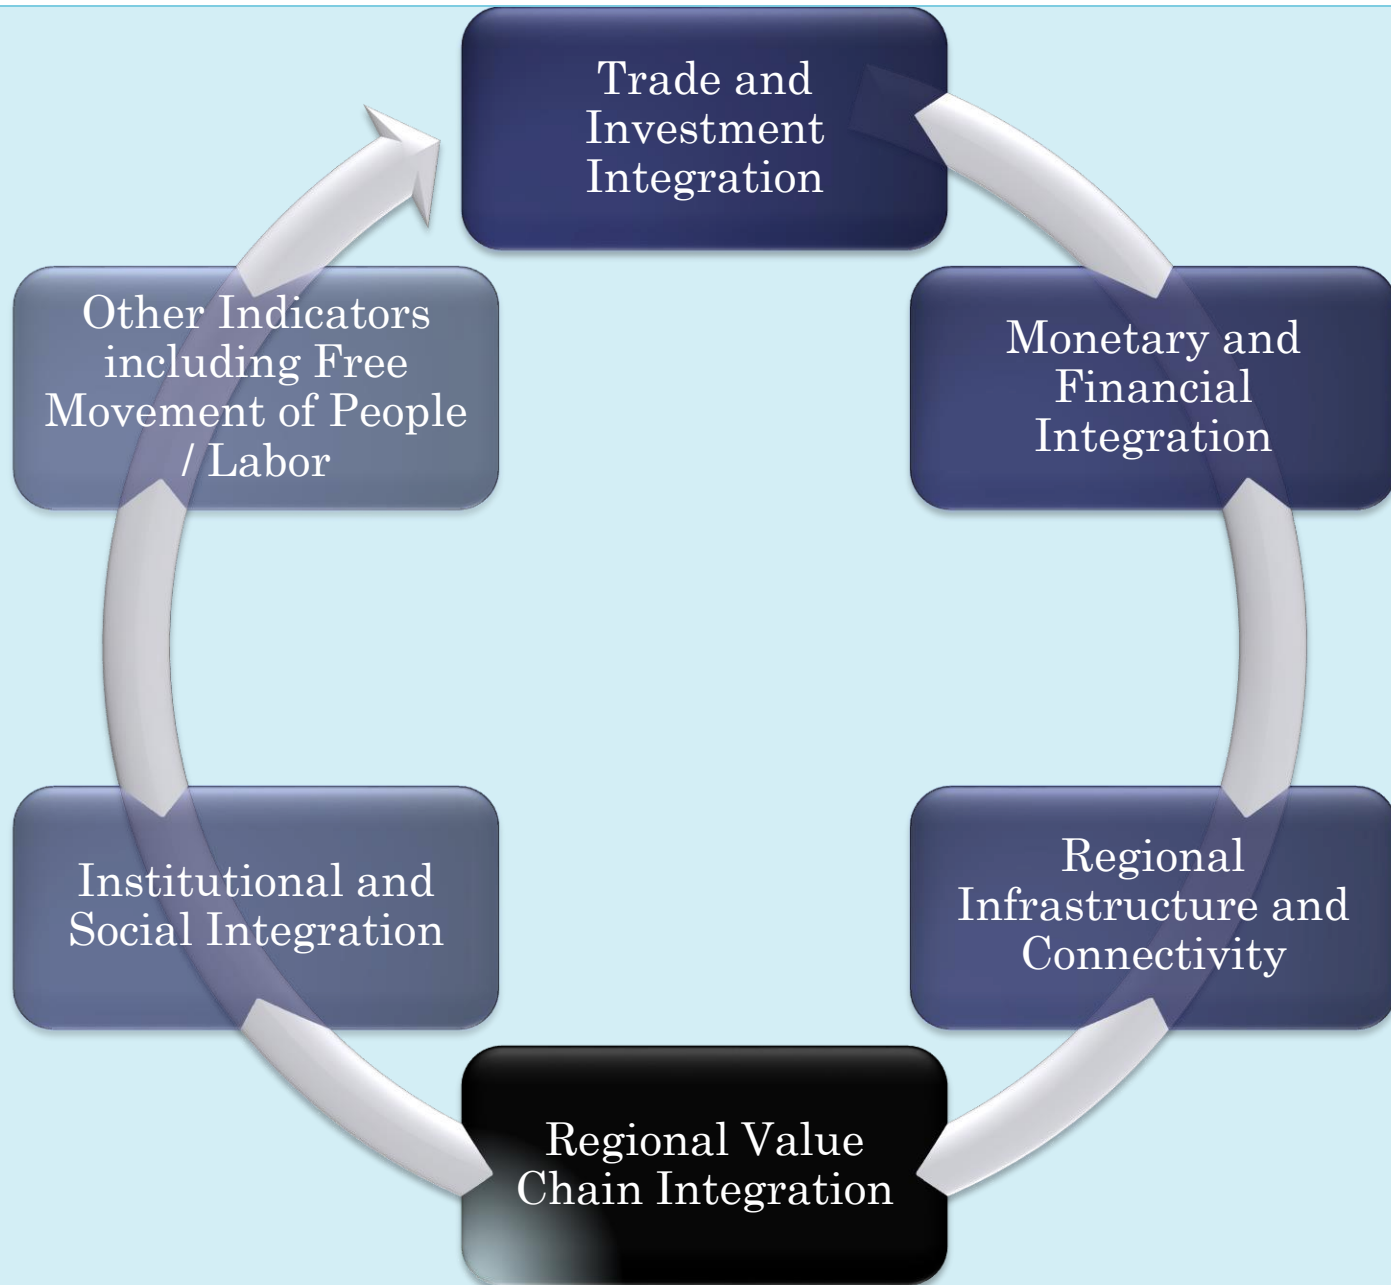 Trade and
Investment
Integration
Monetary and
Financial
Integration
Regional
Infrastructure and
Connectivity
Regional Value
Chain Integration
Institutional and
Social Integration
Other Indicators
including Free
Movement of People
/ Labor